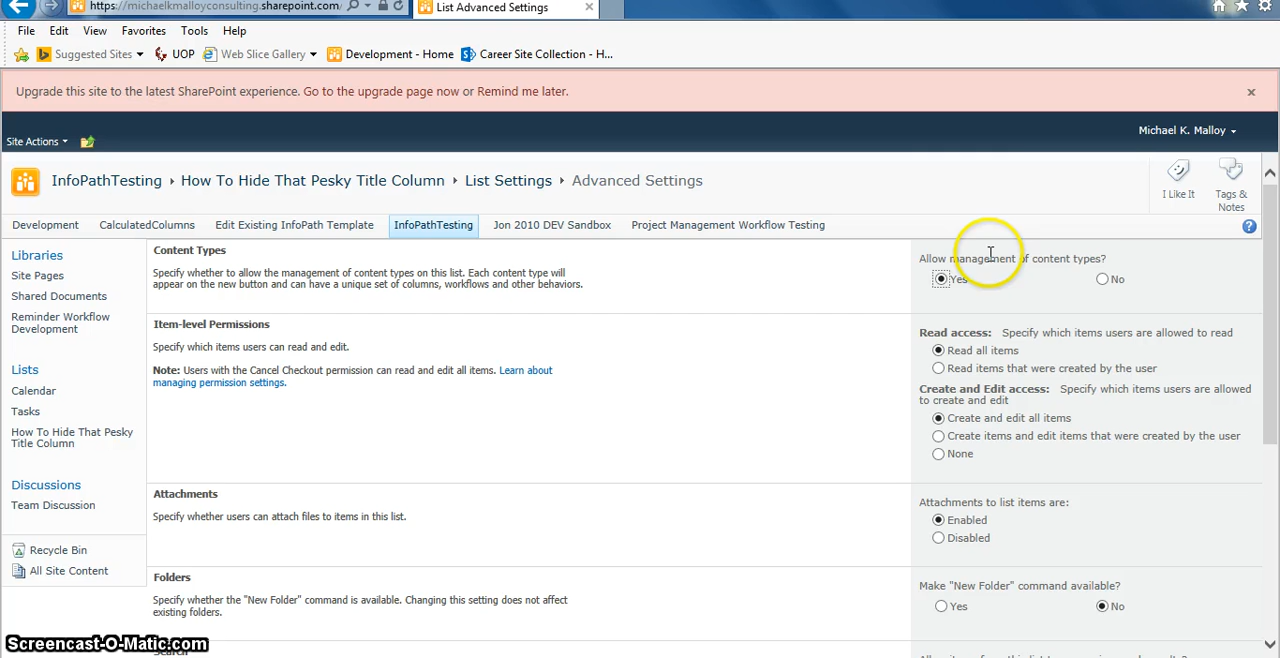 https://michaelkmalloyconsulting.sharepoint.com/
List Advanced Settings
File Edit View Favorites Tools Help
Suggested Sites UOP Web Slice Gallery Development - Home Career Site Collection - H...
Upgrade this site to the latest SharePoint experience. Go to the upgrade page now or Remind me later.
Michael K. Malloy
Site Actions
InfoPathTesting How To Hide That Pesky Title Column List Settings Advanced Settings
I Like It
Tags &
Notes
Development CalculatedColumns Edit Existing InfoPath Template InfoPathTesting Jon 2010 DEV Sandbox Project Management Workflow Testing
Libraries
Site Pages
Shared Documents
Reminder Workflow
Development
Lists
Calendar
Tasks
How To Hide That Pesky
Title Column
Discussions
Team Discussion
Recycle Bin
All Site Content
Content Types
Specify whether to allow the management of content types on this list. Each content type will
appear on the new button and can have a unique set of columns, workflows and other behaviors.
Allow management of content types?
Yes No
Item-level Permissions
Specify which items users can read and edit.
Note: Users with the Cancel Checkout permission can read and edit all items. Learn about
managing permission settings.
Read access: Specify which items users are allowed to read
Read all items
Read items that were created by the user
Create and Edit access: Specify which items users are allowed
to create and edit
Create and edit all items
Create items and edit items that were created by the user
None
Attachments
Specify whether users can attach files to items in this list.
Attachments to list items are:
Enabled
Disabled
Folders
Specify whether the "New Folder" command is available. Changing this setting does not affect
existing folders.
Make "New Folder" command available?
Yes No
Search
Screencast-O-Matic.com